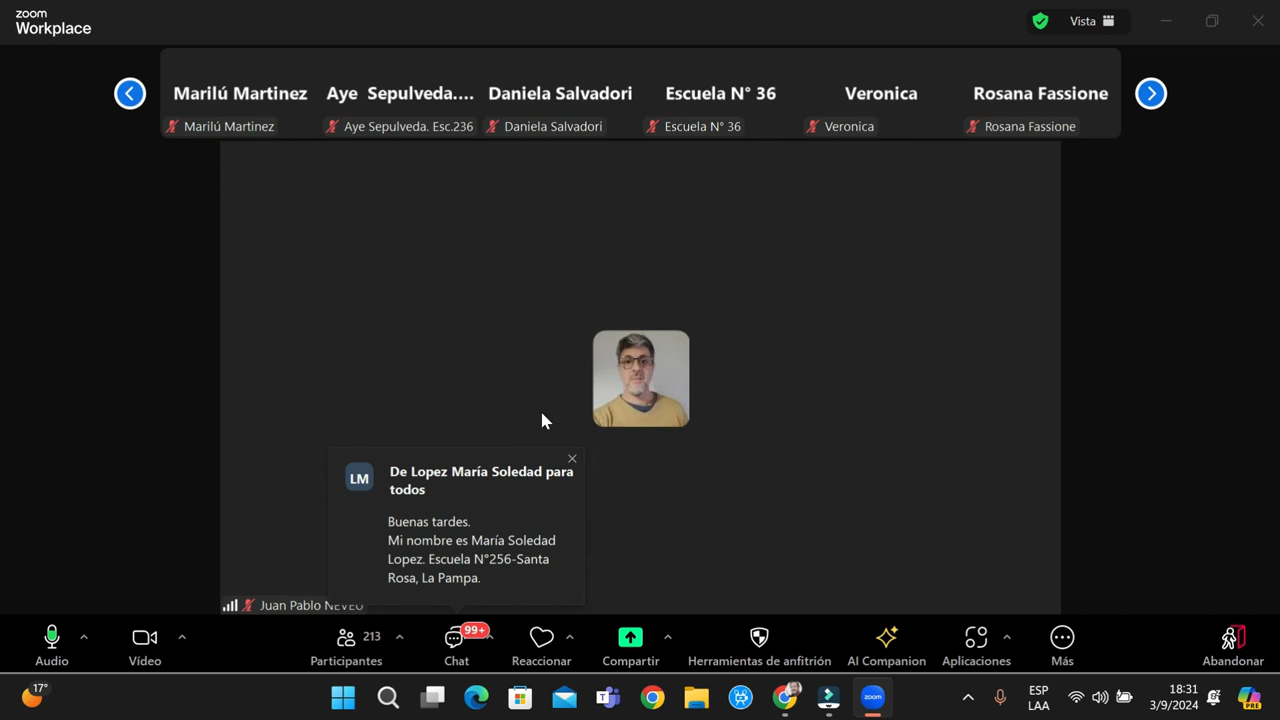 zoom
Workplace
Vista
Marilú Martinez
Aye Sepulveda....
Daniela Salvadori
Escuela N° 36
Veronica
Rosana Fassione
Marilú Martinez
Aye Sepulveda. Esc.236
Daniela Salvadori
Escuela N° 36
Veronica
Rosana Fassione
LM
De Lopez María Soledad para
todos
Buenas tardes.
Mi nombre es María Soledad
Lopez. Escuela N°256-Santa
Rosa, La Pampa.
Juan Pablo NEVEU
213
99+
Audio
Vídeo
Participantes
Chat
Reaccionar
Compartir
Herramientas de anfitrión
AI Companion
Aplicaciones
Más
Abandonar
17°
zoom
ESP
LAA
18:31
3/9/2024
PRE